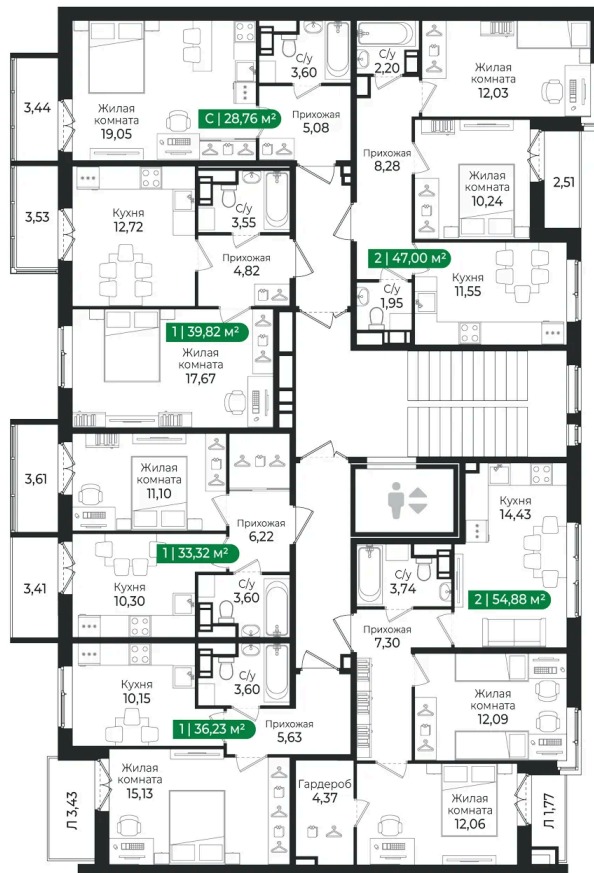 3,44
Жилая
комната
19,05
С/у
3,60
С | 28,76 м²
Прихожая
5,08
С/у
2,20
Жилая
комната
12,03
Прихожая
8,28
Жилая
комната
10,24
2,51
3,53
Кухня
12,72
С/у
3,55
Прихожая
4,82
2 | 47,00 м²
С/у
1,95
11,55
1 | 39,82 м²
Жилая
комната
17,67
3,61
Жилая
комната
11,10
Прихожая
6,22
Кухня
14,43
3,41
1 | 33,32 м²
Кухня
10,30
С/у
3,60
С/у
3,74
2 | 54,88 м²
Прихожая
7,30
Кухня
10,15
С/у
3,60
1 | 36,23 м²
Прихожая
5,63
Жилая
комната
12,09
Л 3,43
Жилая
комната
15,13
Гардероб
4,37
Жилая
комната
12,06
Л 1,77